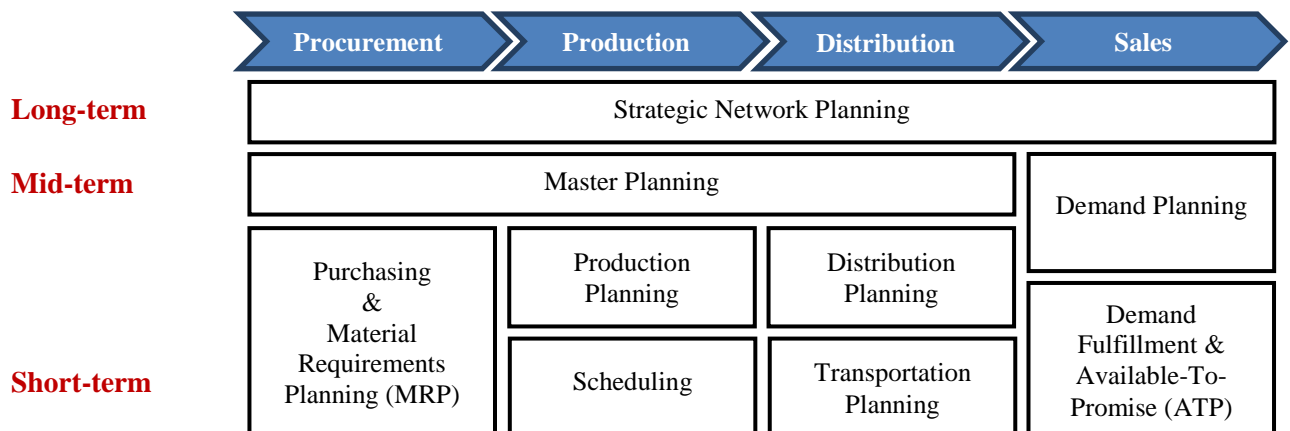 Procurement
Production
Distribution
Sales
Long-term
Strategic Network Planning
Mid-term
Master Planning
Demand Planning
Purchasing
&
Material
Requirements
Planning (MRP)
Production
Planning
Distribution
Planning
Short-term
Scheduling
Transportation
Planning
Demand
Fulfillment &
Available-To-
Promise (ATP)